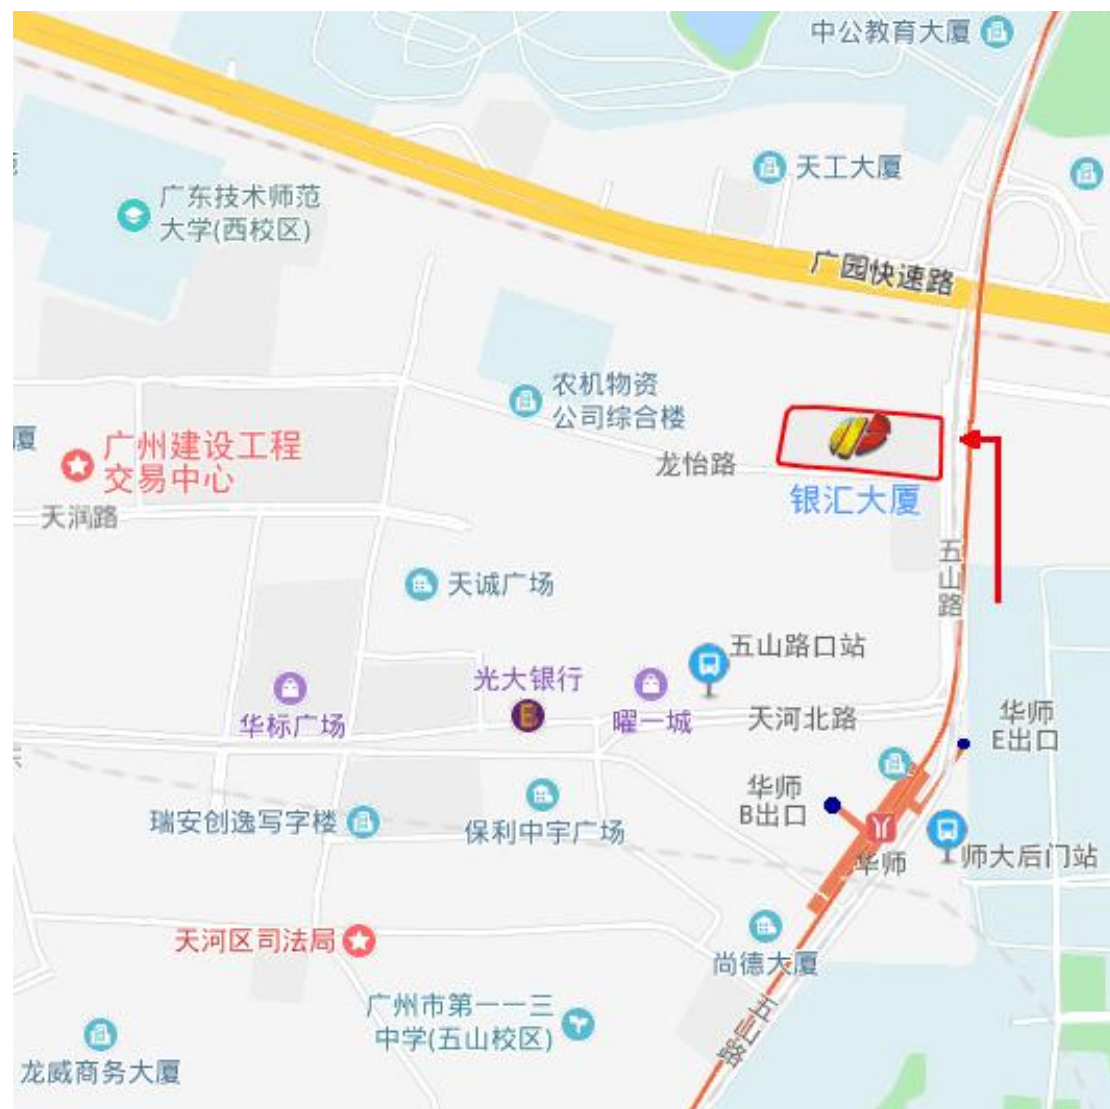 中公教育大厦
天工大厦
广东技术师范
大学(西校区)
广园快速路
农机物资
公司综合楼
厦
广州建设工程
交易中心
龙怡路
银汇大厦
天润路
五山路
天诚广场
五山路口站
光大银行
华标广场
曜一城
天河北路
华师
E出口
华师
B出口
瑞安创逸写字楼
保利中宇广场
华师
师大后门站
天河区司法局
尚德大厦
广州市第一一三
中学(五山校区)
五山路
龙威商务大厦